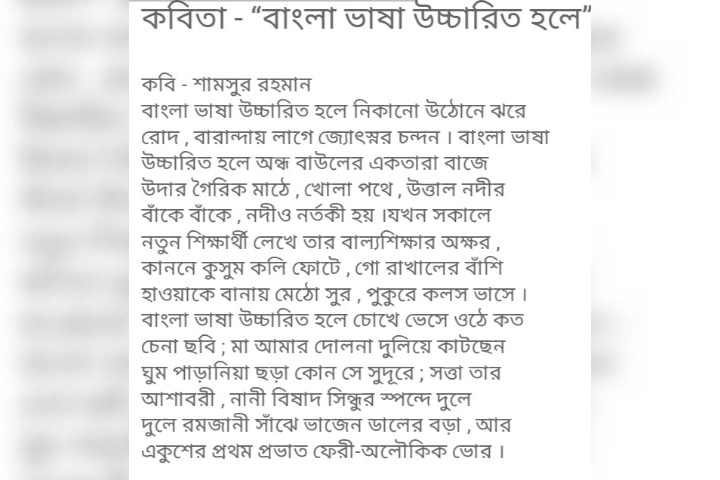 কবিতা - “বাংলা ভাষা উচ্চারিত হলে”
কবি - শামসুর রহমান
বাংলা ভাষা উচ্চারিত হলে নিকানো উঠোনে ঝরে
রোদ , বারান্দায় লাগে জ্যোৎস্নর চন্দন । বাংলা ভাষা
উচ্চারিত হলে অন্ধ বাউলের একতারা বাজে
উদার গৈরিক মাঠে , খোলা পথে , উত্তাল নদীর
বাঁকে বাঁকে , নদীও নর্তকী হয় ।যখন সকালে
নতুন শিক্ষার্থী লেখে তার বাল্যশিক্ষার অক্ষর ,
কাননে কুসুম কলি ফোটে , গো রাখালের বাঁশি
হাওয়াকে বানায় মেঠো সুর , পুকুরে কলস ভাসে ।
বাংলা ভাষা উচ্চারিত হলে চোখে ভেসে ওঠে কত
চেনা ছবি ; মা আমার দোলনা দুলিয়ে কাটছেন
ঘুম পাড়ানিয়া ছড়া কোন সে সুদূরে ; সত্তা তার
আশাবরী , নানী বিষাদ সিন্ধুর স্পন্দে দুলে
দুলে রমজানী সাঁঝে ভাজেন ডালের বড়া , আর
একুশের প্রথম প্রভাত ফেরী-অলৌকিক ভোর ।